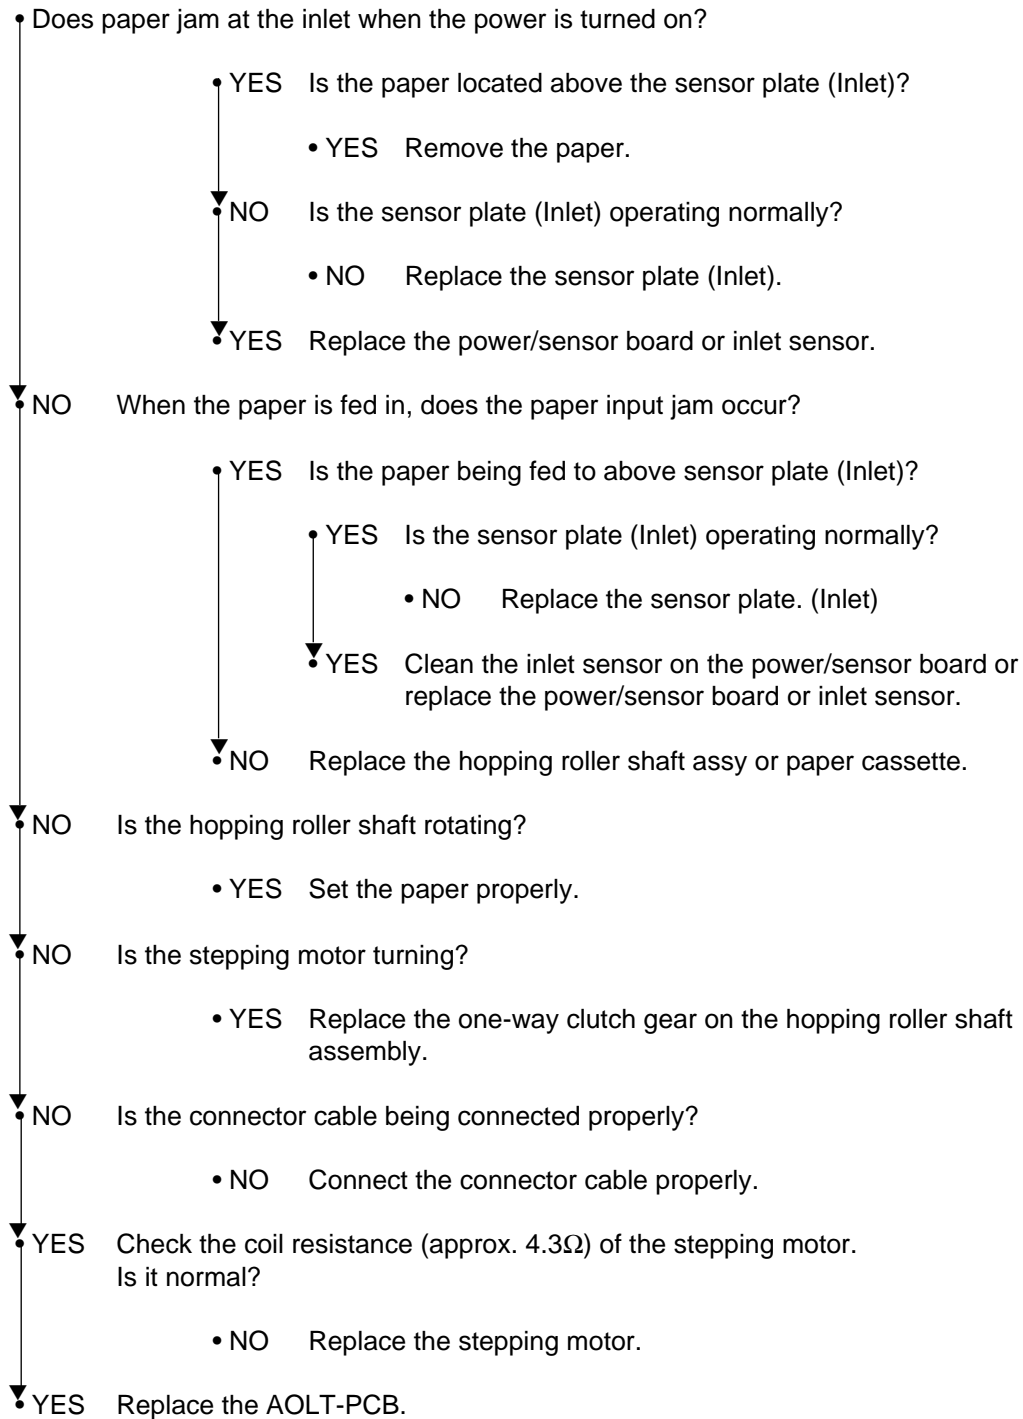 • Does paper jam at the inlet when the power is turned on?
• YES Is the paper located above the sensor plate (Inlet)?
• YES Remove the paper.
• NO Is the sensor plate (Inlet) operating normally?
• NO Replace the sensor plate (Inlet).
• YES Replace the power/sensor board or inlet sensor.
• NO When the paper is fed in, does the paper input jam occur?
• YES Is the paper being fed to above sensor plate (Inlet)?
• YES Is the sensor plate (Inlet) operating normally?
• NO Replace the sensor plate. (Inlet)
• YES Clean the inlet sensor on the power/sensor board or
replace the power/sensor board or inlet sensor.
• NO Replace the hopping roller shaft assy or paper cassette.
• NO Is the hopping roller shaft rotating?
• YES Set the paper properly.
• NO Is the stepping motor turning?
• YES Replace the one-way clutch gear on the hopping roller shaft
assembly.
• NO Is the connector cable being connected properly?
• NO Connect the connector cable properly.
• YES Check the coil resistance (approx. 4.3Ω) of the stepping motor.
Is it normal?
• NO Replace the stepping motor.
• YES Replace the AOLT-PCB.